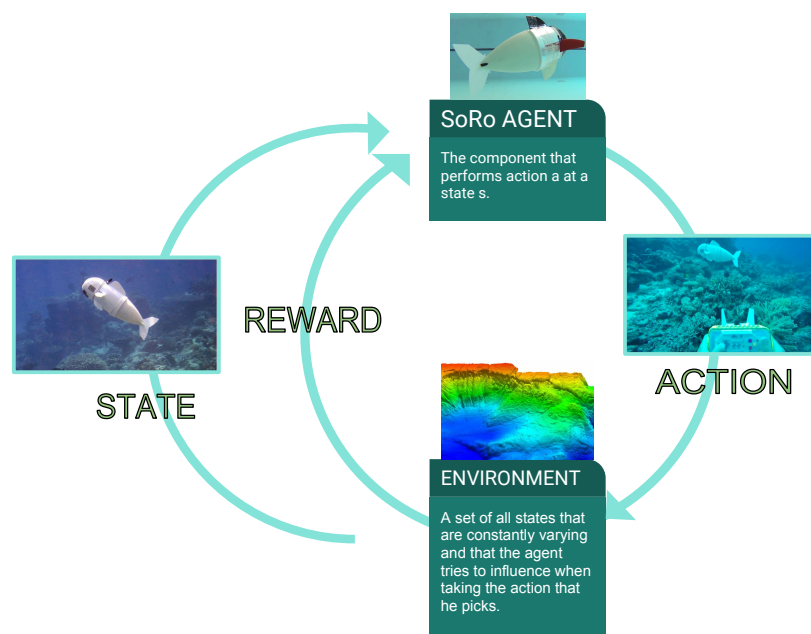 SoRo AGENT
The component that
performs action a at a
state s.
REWARD
STATE
ACTION
ENVIRONMENT
A set of all states that
are constantly varying
and that the agent
tries to influence when
taking the action that
he picks.